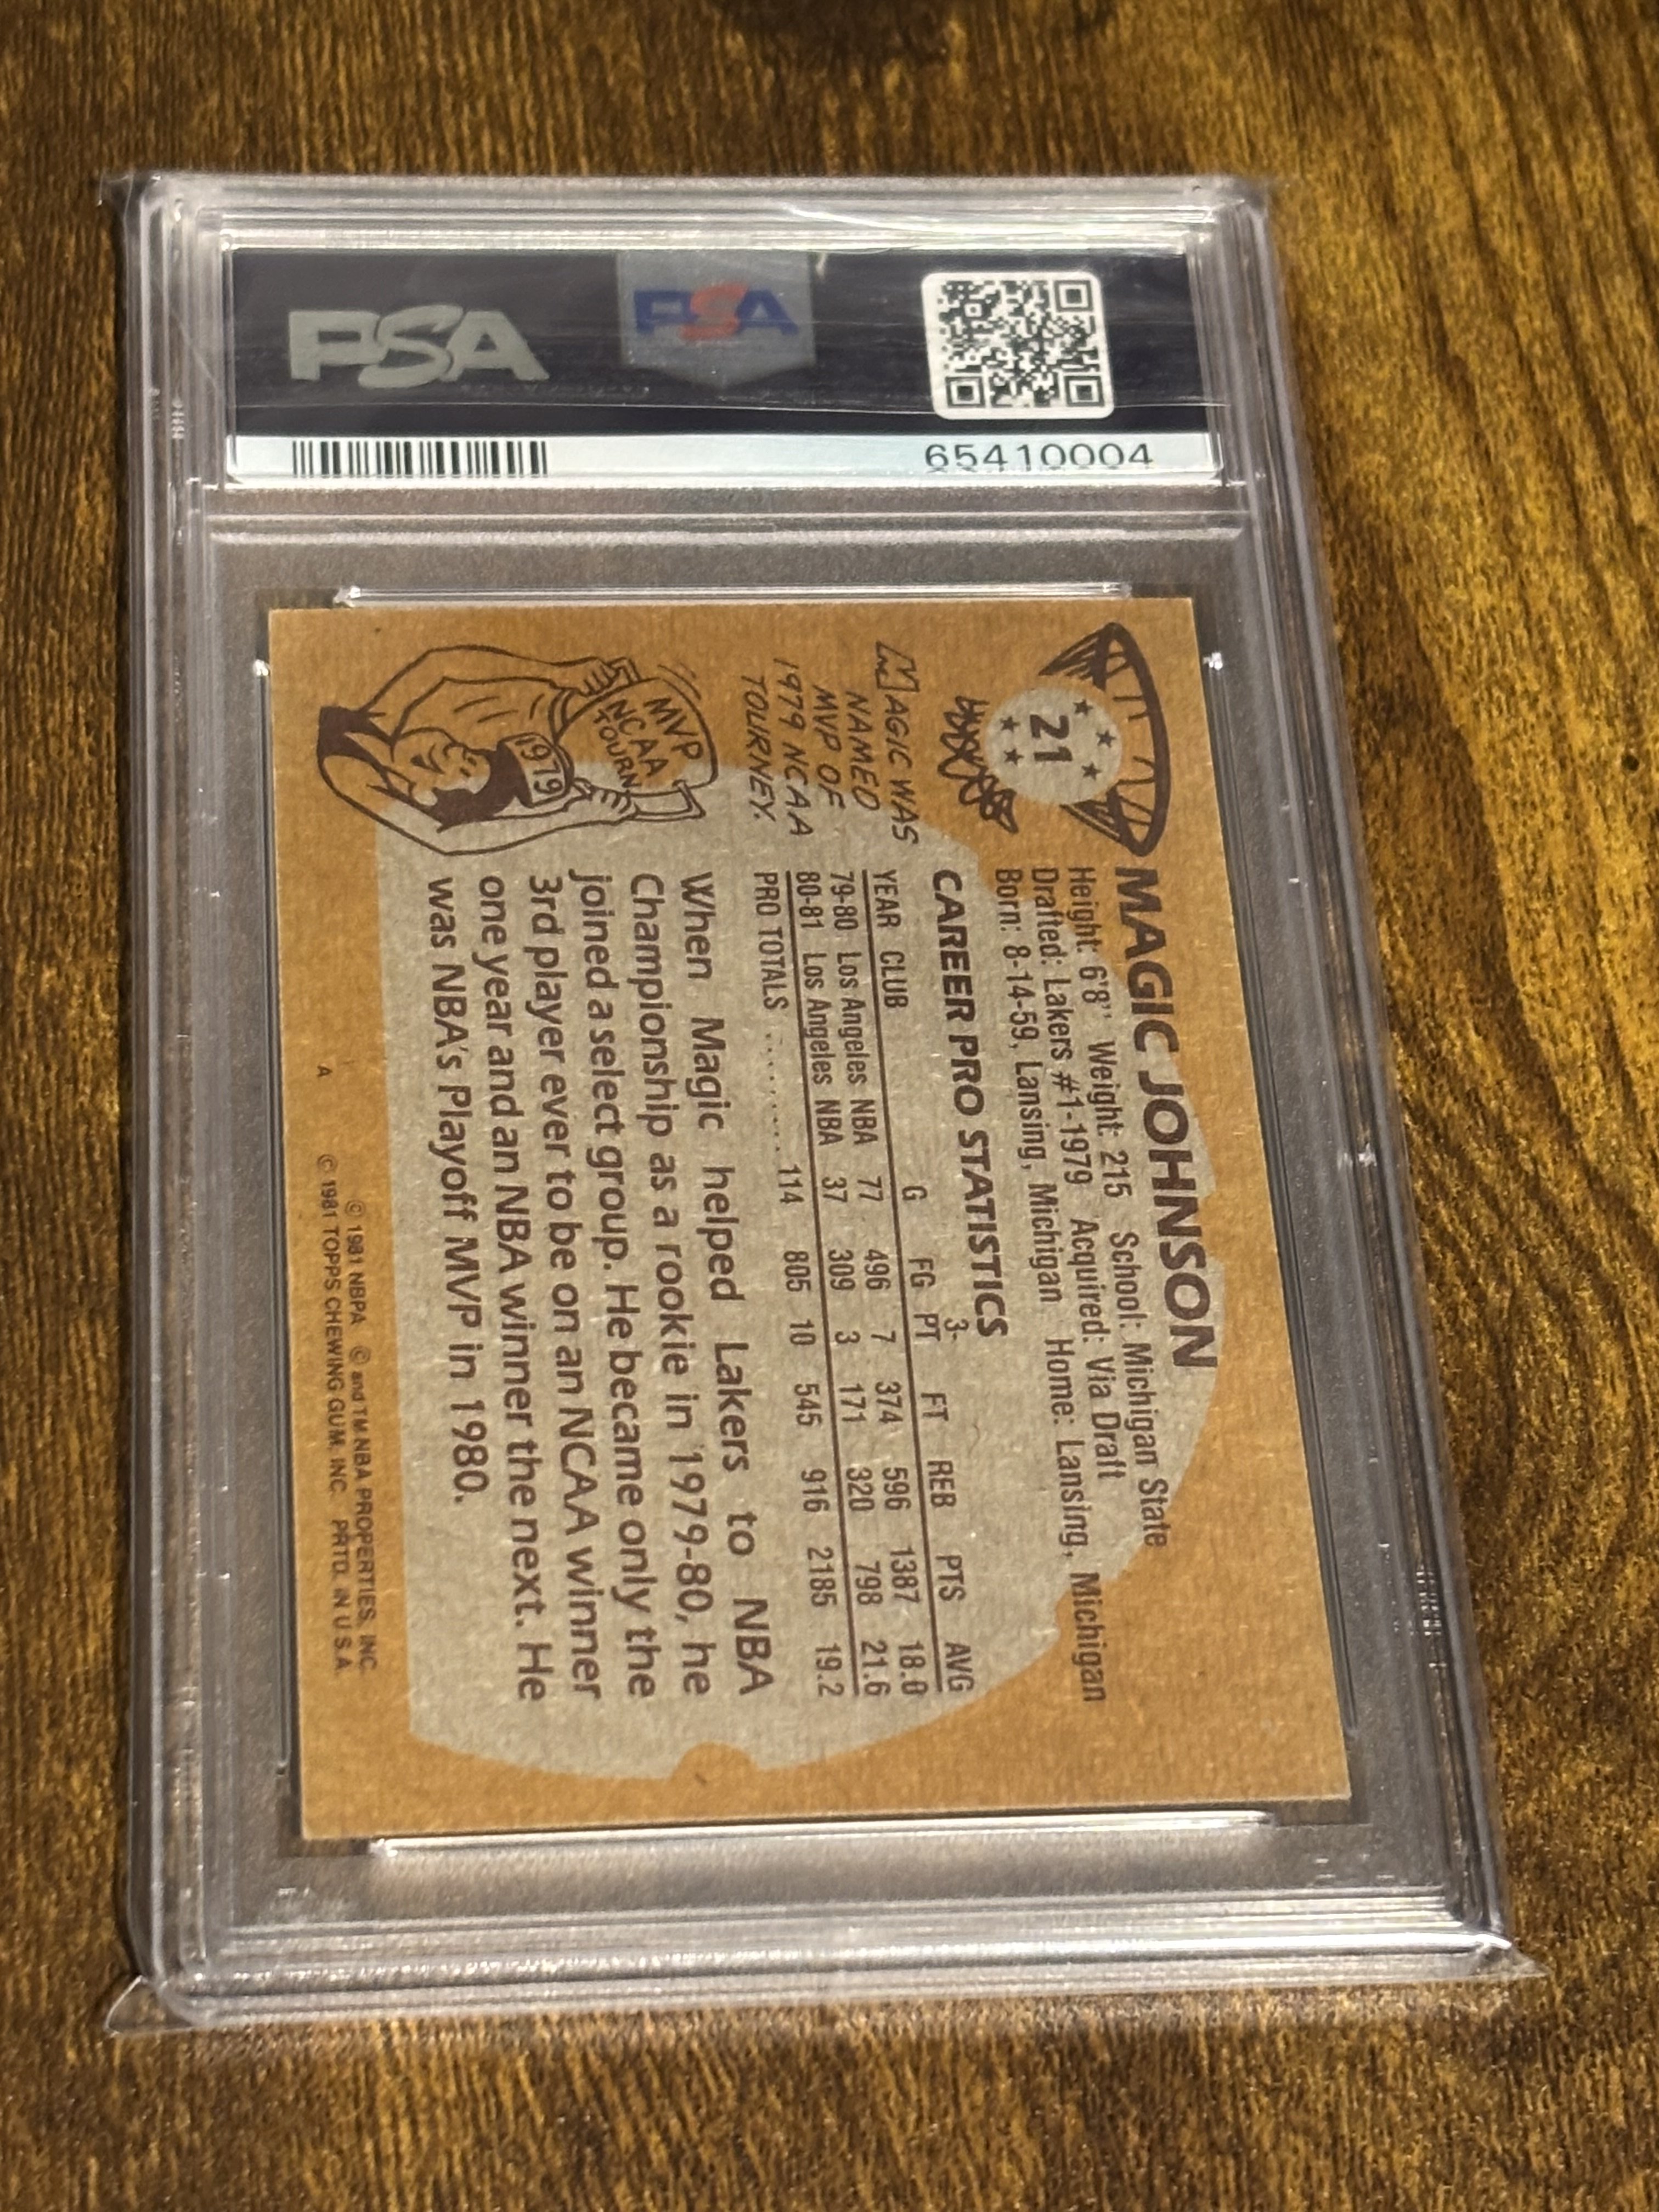 PSA
PSA
65410004
21
MAGIC JOHNSON
Height: 6'8" Weight: 215 School: Michigan State
Drafted: Lakers #1-1979 Acquired: Via Draft
Born: 8-14-59, Lansing, Michigan Home: Lansing, Michigan
CAREER PRO STATISTICS
YEAR CLUB G FG 3-PT FT REB PTS AVG
79-80 Los Angeles NBA 77 496 7 374 596 1387 18.0
80-81 Los Angeles NBA 37 309 3 171 320 798 21.6
PRO TOTALS ......... 114 805 10 545 916 2185 19.2
When Magic helped Lakers to NBA
Championship as a rookie in 1979-80, he
joined a select group. He became only the
3rd player ever to be on an NCAA winner
one year and an NBA winner the next. He
was NBA's Playoff MVP in 1980.
MAGIC WAS
NAMED
MVP OF
1979 NCAA
TOURNEY.
MVP
NCAA
TOURN
1979
© 1981 NBPA © and TM NBA PROPERTIES, INC.
A © 1981 TOPPS CHEWING GUM, INC. PRTD. IN U.S.A.